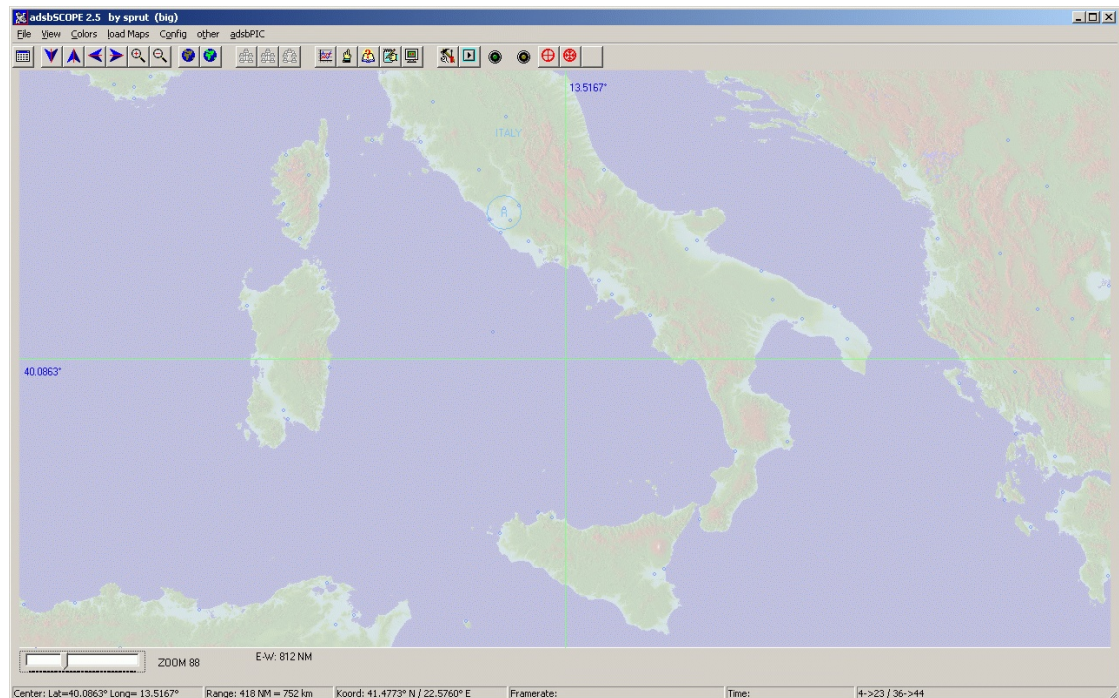 adsbSCOPE 2.5 by sprut (big)
File View Colors load Maps Config other adsbPIC
13.5167°
ITALY
R
40.0863°
ZOOM 88
E-W: 812 NM
Center: Lat=40.0863° Long= 13.5167°
Range: 418 NM = 752 km
Koord: 41.4773° N / 22.5760° E
Framerate:
Time:
4->23 / 36->44